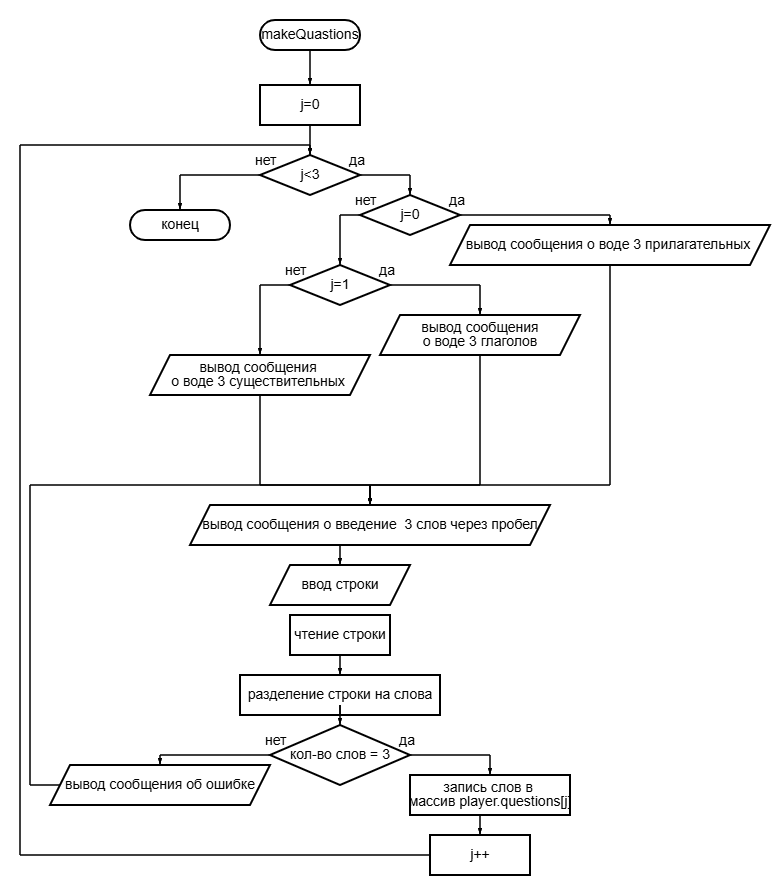 makeQuastions
j=0
нет
да
j<3
нет
да
конец
j=0
вывод сообщения о воде 3 прилагательных
нет
да
j=1
вывод сообщения
о воде 3 глаголов
вывод сообщения
о воде 3 существительных
вывод сообщения о введение  3 слов через пробел
ввод строки
чтение строки
разделение строки на слова
нет
да
кол-во слов = 3
вывод сообщения об ошибке
запись слов в
массив player.questions[j]
j++